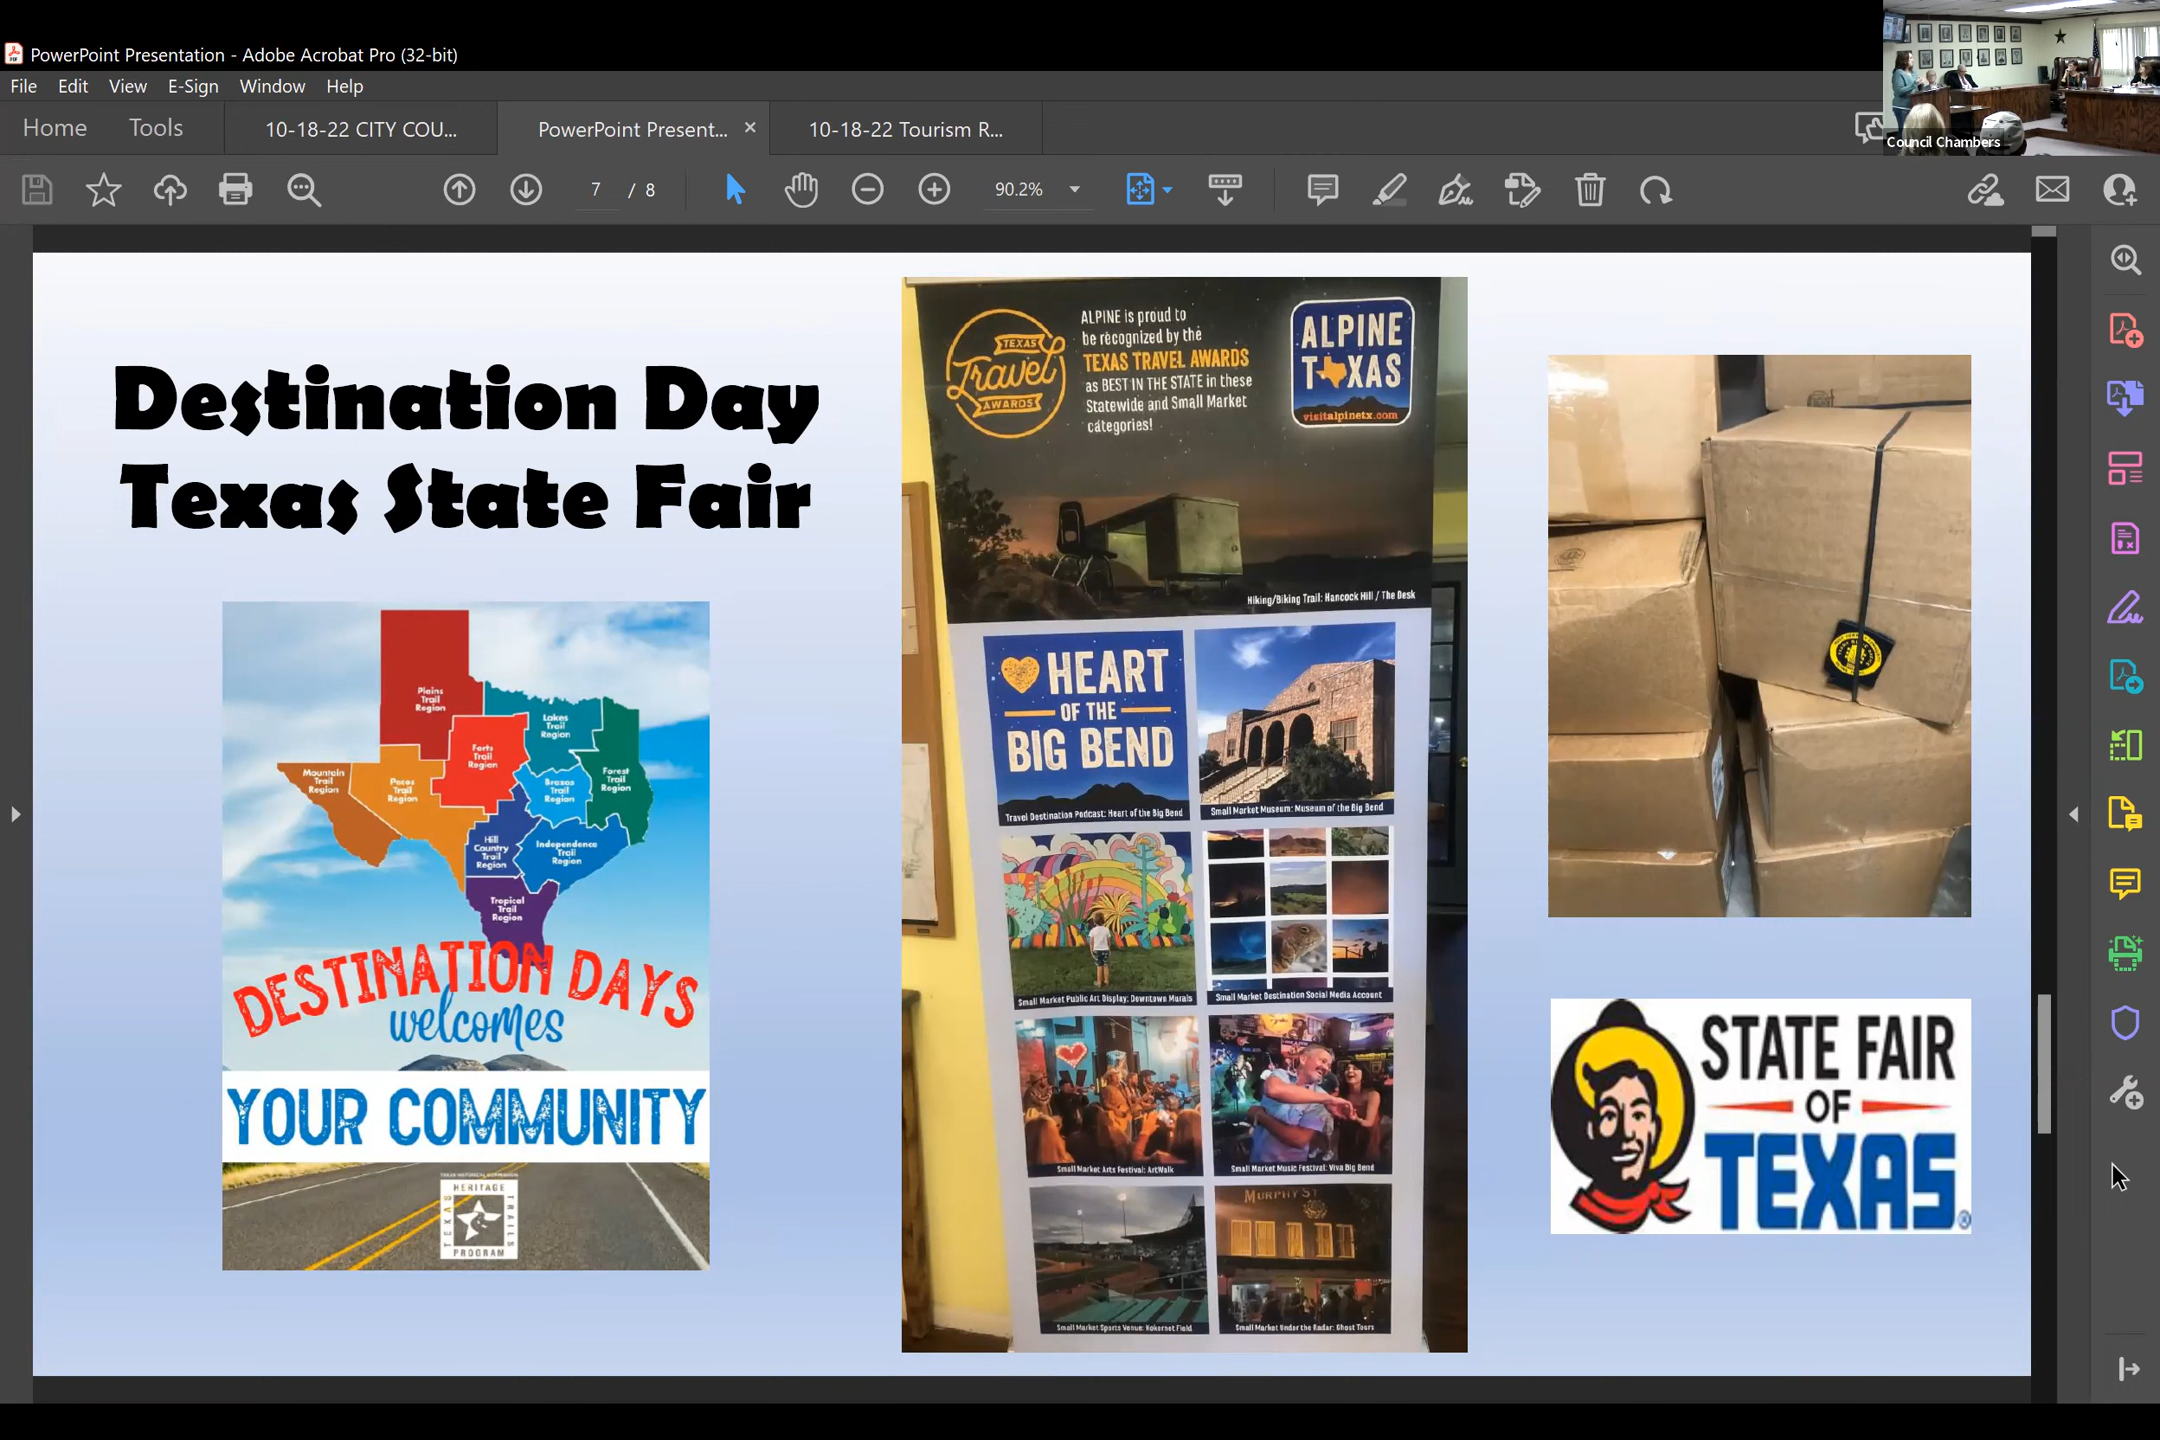 PowerPoint Presentation - Adobe Acrobat Pro (32-bit)
File Edit View E-Sign Window Help
Home Tools 10-18-22 CITY COU... PowerPoint Present... × 10-18-22 Tourism R...
Council Chambers
7 / 8 90.2%
Destination Day
Texas State Fair
Plains
Trail
Region
Lakes
Trail
Region
Forts
Trail
Region
Mountain
Trail
Region
Pecos
Trail
Region
Brazos
Trail
Region
Forest
Trail
Region
Hill
Country
Trail
Region
Independence
Trail
Region
Tropical
Trail
Region
DESTINATION DAYS
welcomes
YOUR COMMUNITY
TEXAS HISTORICAL COMMISSION
TEXAS HERITAGE TRAILS
PROGRAM
TEXAS
Travel
AWARDS
ALPINE is proud to
be recognized by the
TEXAS TRAVEL AWARDS
as BEST IN THE STATE in these
Statewide and Small Market
categories!
ALPINE
TEXAS
visitalpinetx.com
Hiking/Biking Trail: Hancock Hill / The Desk
HEART
OF THE
BIG BEND
Travel Destination Podcast: Heart of the Big Bend
Small Market Museum: Museum of the Big Bend
Small Market Public Art Display: Downtown Murals
Small Market Destination Social Media Account
Small Market Arts Festival: ArtWalk
Small Market Music Festival: Viva Big Bend
MURPHY ST
Small Market Sports Venue: Kokernot Field
Small Market Under the Radar: Ghost Tours
STATE FAIR
OF
TEXAS®